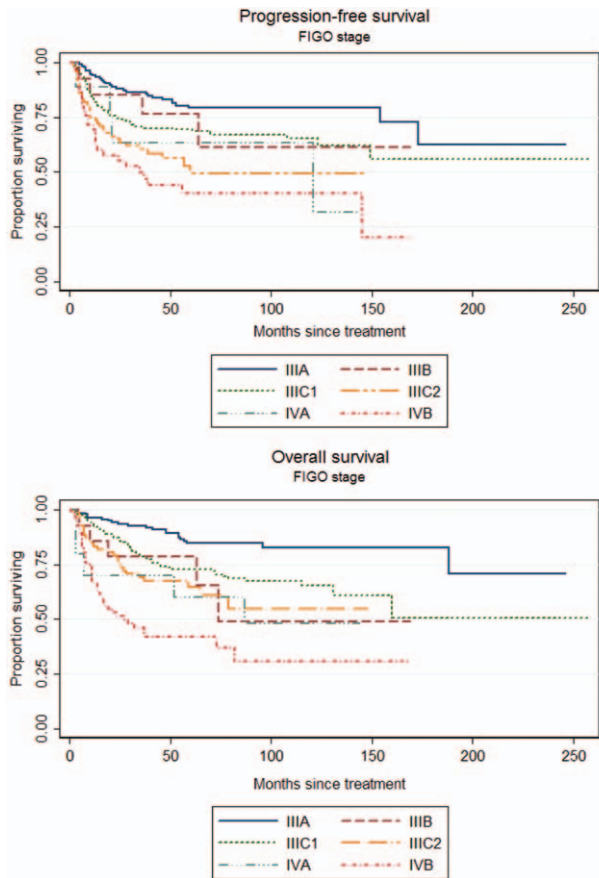 Progression-free survival
FIGO stage
Proportion surviving
1.00
0.75
0.50
0.25
0.00
0 50 100 150 200 250
Months since treatment
IIIA IIIB
IIIC1 IIIC2
IVA IVB
Overall survival
FIGO stage
Proportion surviving
1.00
0.75
0.50
0.25
0.00
0 50 100 150 200 250
Months since treatment
IIIA IIIB
IIIC1 IIIC2
IVA IVB